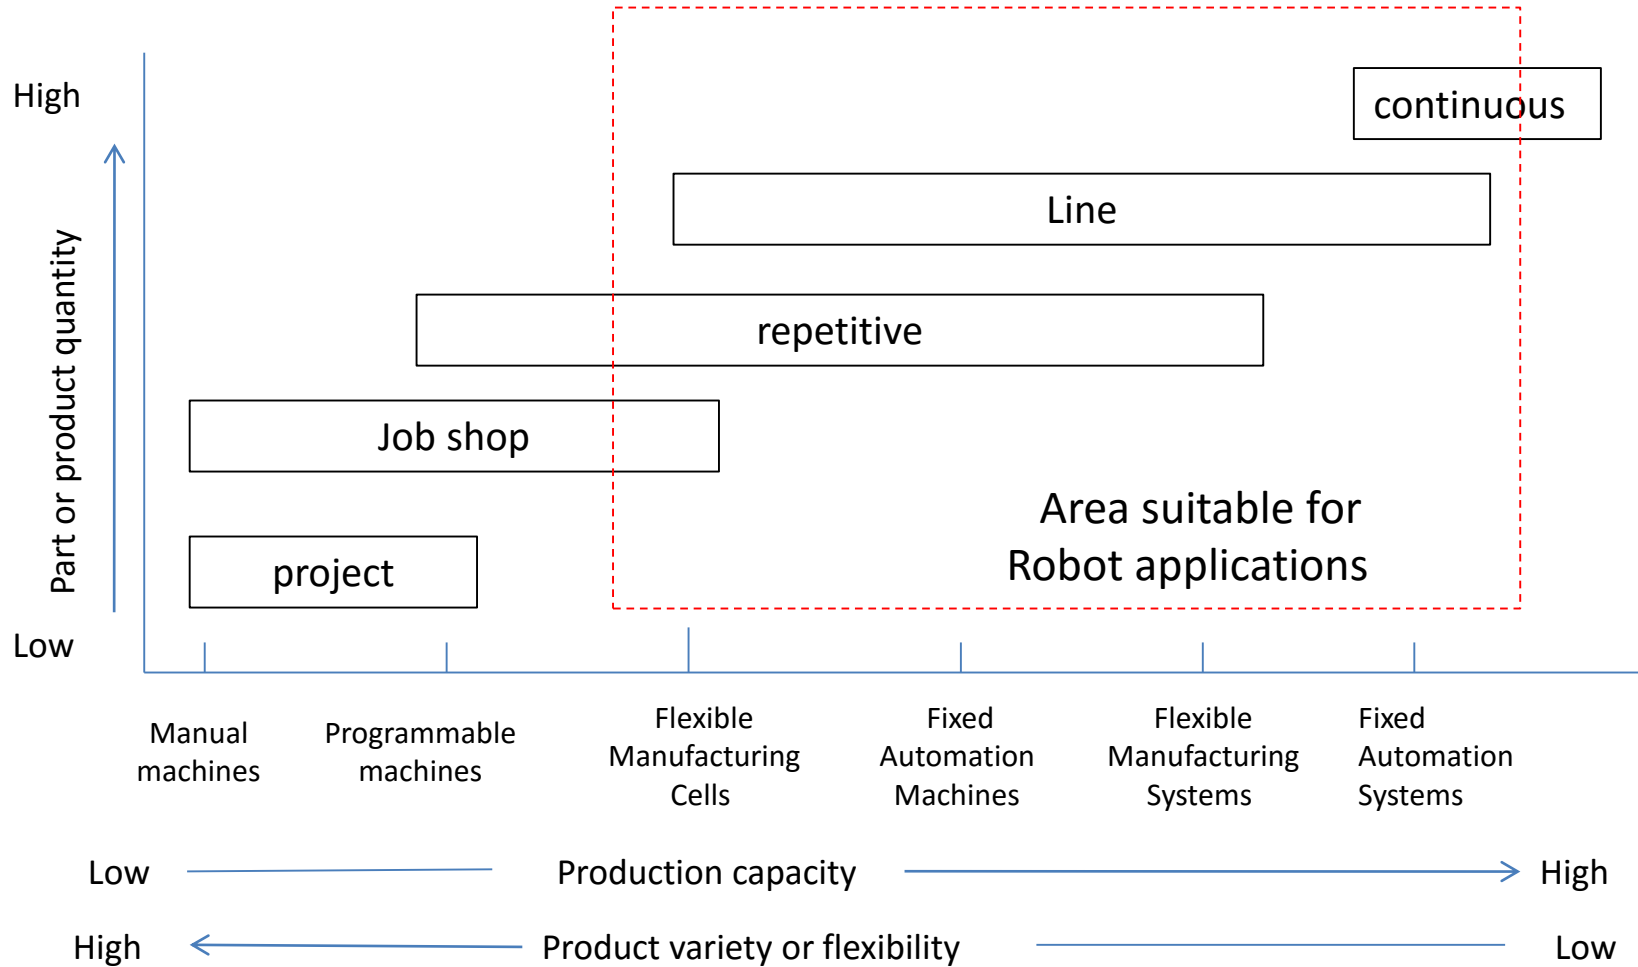 High
continuous
Line
Part or product quantity
repetitive
Job shop
Area suitable for
Robot applications
project
Low
Manual
machines
Programmable
machines
Flexible
Manufacturing
Cells
Fixed
Automation
Machines
Flexible
Manufacturing
Systems
Fixed
Automation
Systems
Low
Production capacity
High
High
Product variety or flexibility
Low